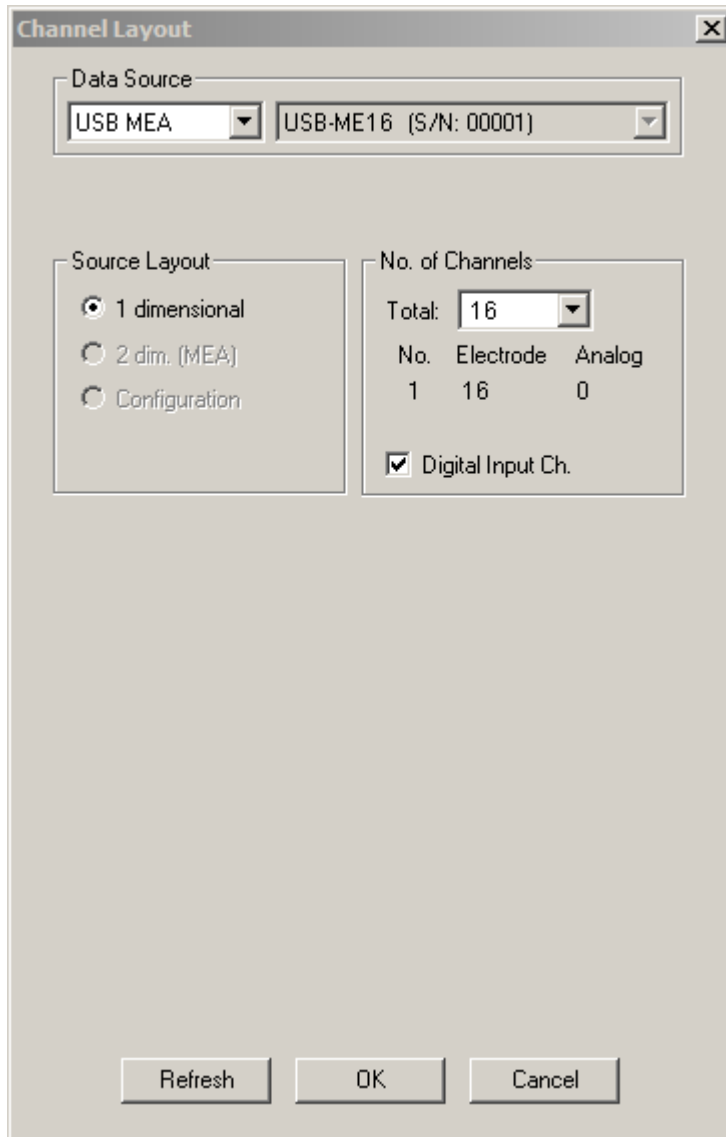 Channel Layout
Data Source
USB MEA USB-ME16 (S/N: 00001)
Source Layout
1 dimensional
2 dim. (MEA)
Configuration
No. of Channels
Total: 16
No. Electrode Analog
1 16 0
Digital Input Ch.
Refresh OK Cancel